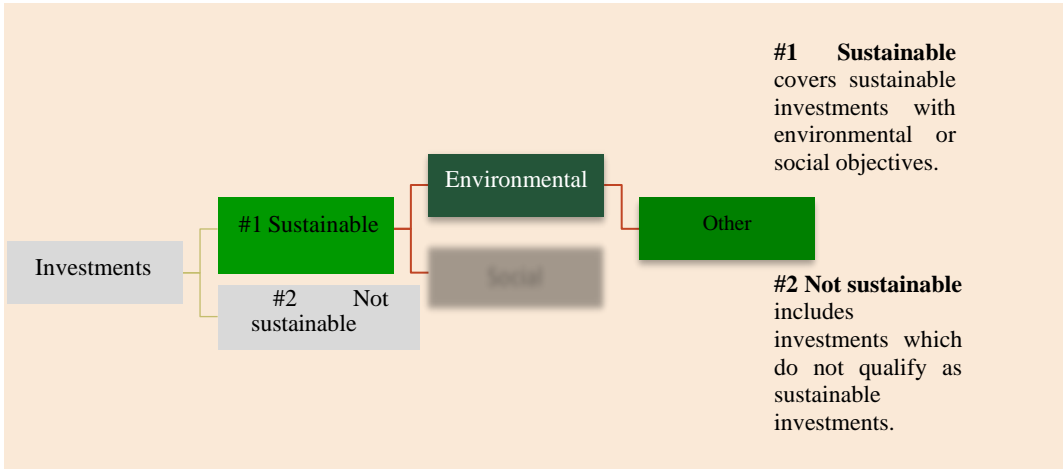 Investments
#1 Sustainable
#2 Not
sustainable
Environmental
Social
Other
#1 Sustainable
covers sustainable
investments with
environmental or
social objectives.
#2 Not sustainable
includes
investments which
do not qualify as
sustainable
investments.